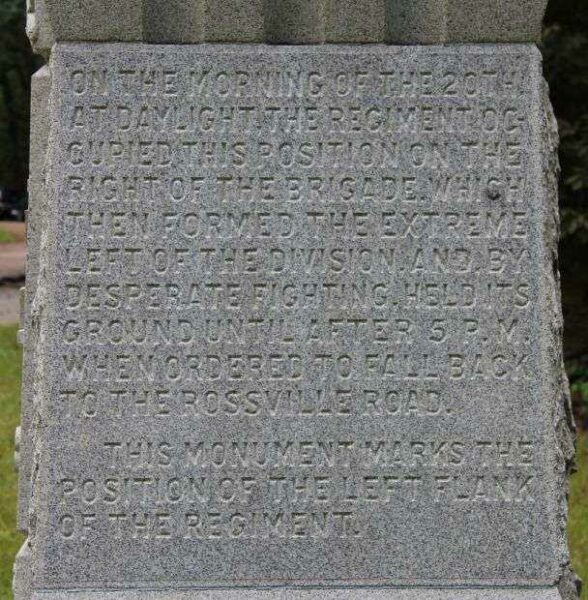 ON THE MORNING OF THE 20TH.
AT DAYLIGHT, THE REGIMENT OC-
CUPIED THIS POSITION ON THE
RIGHT OF THE BRIGADE, WHICH
THEN FORMED THE EXTREME
LEFT OF THE DIVISION, AND, BY
DESPERATE FIGHTING, HELD ITS
GROUND UNTIL AFTER 5 P. M.
WHEN ORDERED TO FALL BACK
TO THE ROSSVILLE ROAD.
THIS MONUMENT MARKS THE
POSITION OF THE LEFT FLANK
OF THE REGIMENT.